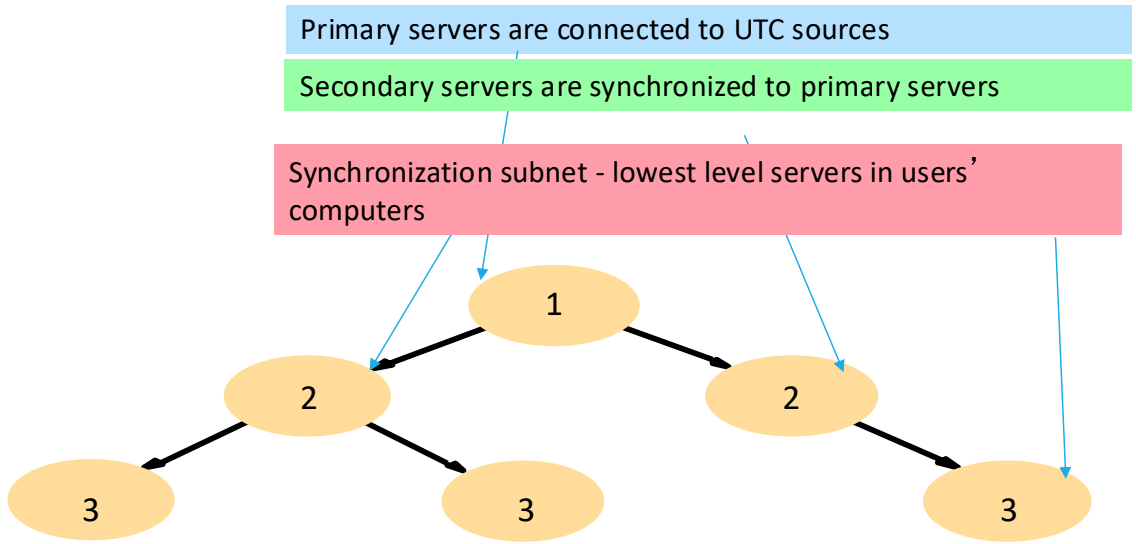 Primary servers are connected to UTC sources
Secondary servers are synchronized to primary servers
Synchronization subnet - lowest level servers in users’
computers
1
2
2
3
3
3